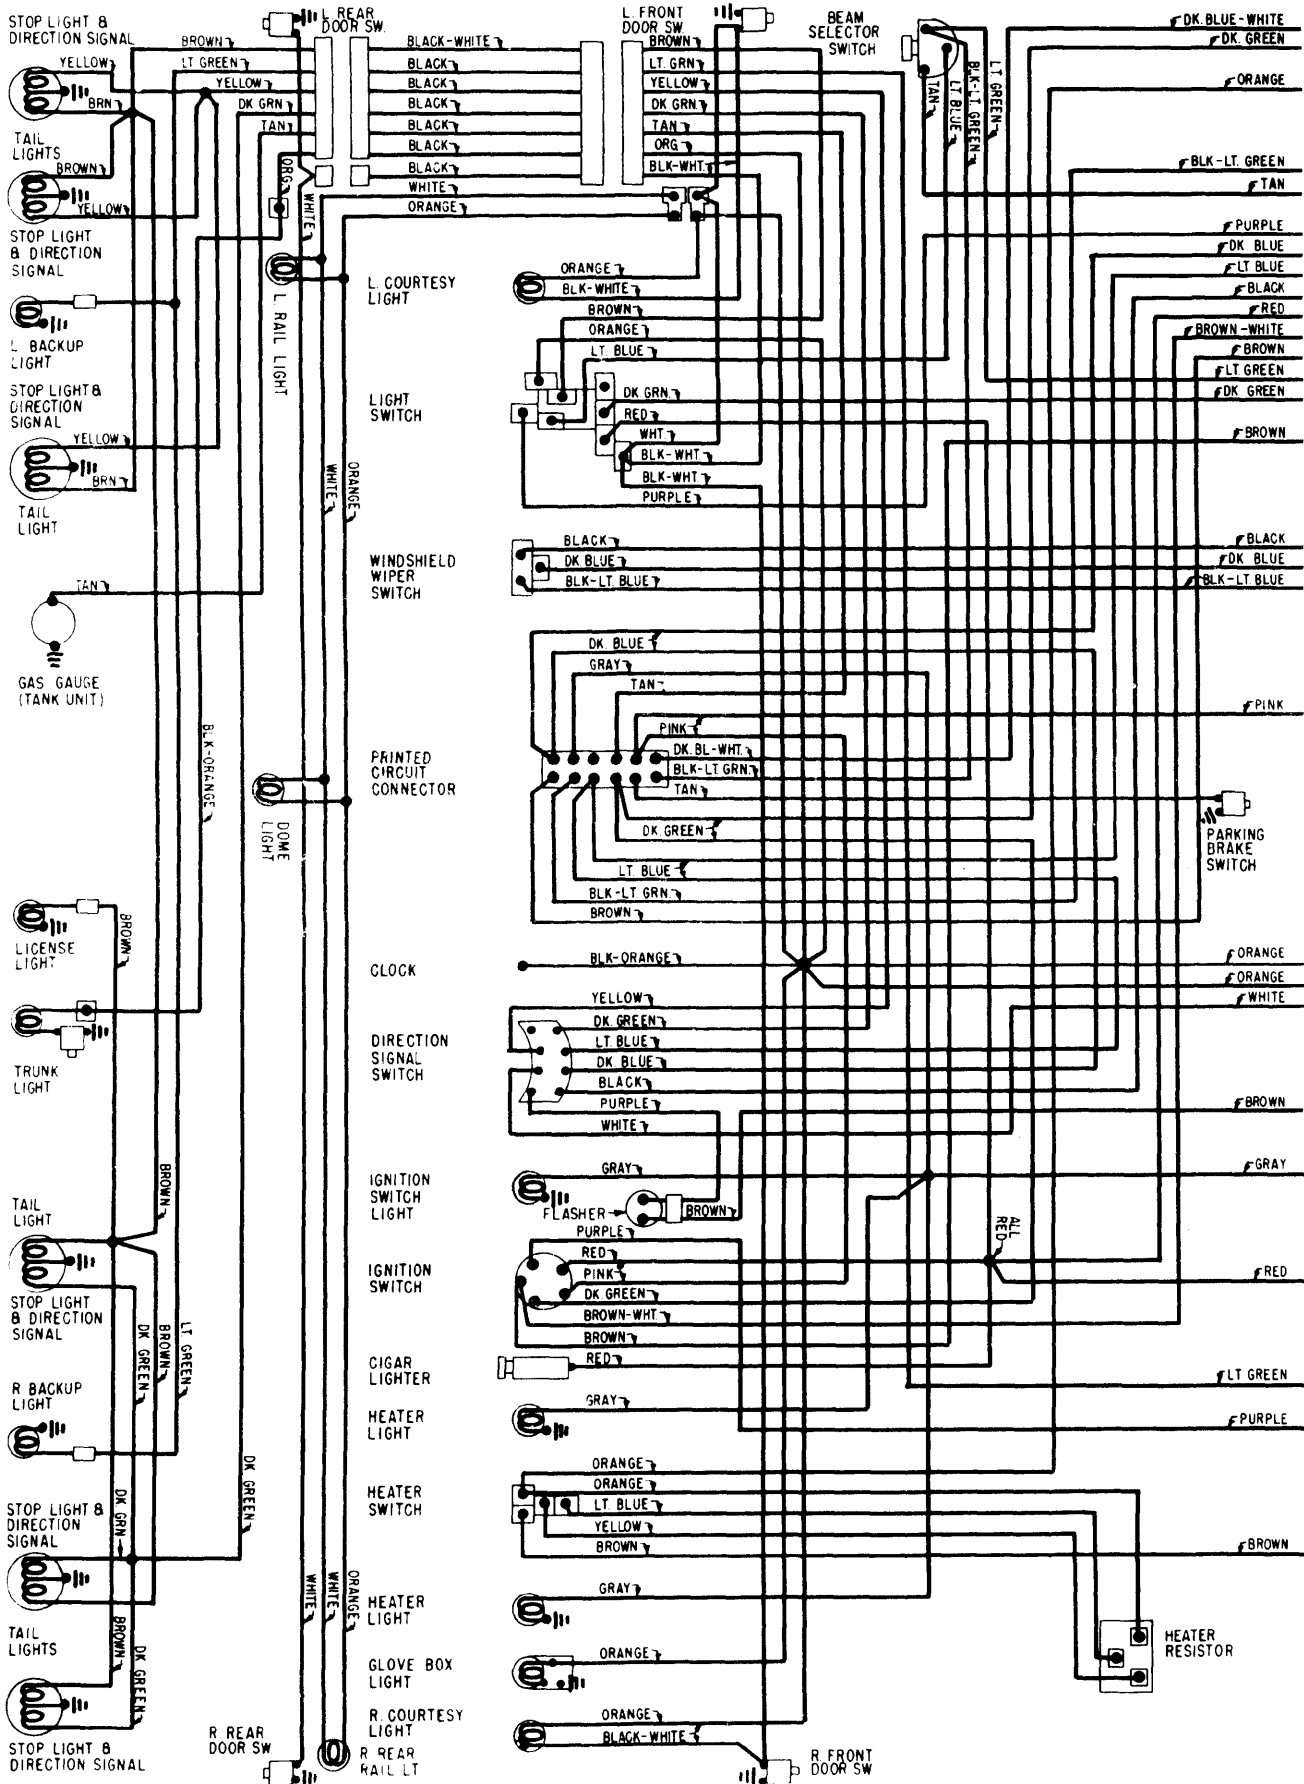 STOP LIGHT &
DIRECTION SIGNAL
YELLOW
BRN
TAIL
LIGHTS
BROWN
YELLOW
STOP LIGHT
& DIRECTION
SIGNAL
L BACKUP
LIGHT
STOP LIGHT &
DIRECTION
SIGNAL
YELLOW
BRN
TAIL
LIGHT
TAN
GAS GAUGE
(TANK UNIT)
BLK-ORANGE
LICENSE
LIGHT
BROWN
TRUNK
LIGHT
TAIL
LIGHT
BROWN
STOP LIGHT
& DIRECTION
SIGNAL
DK GREEN
BROWN
LT GREEN
R BACKUP
LIGHT
DK GREEN
STOP LIGHT &
DIRECTION
SIGNAL
DK GRN
TAIL
LIGHTS
BROWN
DK GREEN
STOP LIGHT &
DIRECTION SIGNAL
L. REAR
DOOR SW.
BROWN
LT GREEN
YELLOW
DK GRN
TAN
ORG
WHITE
BLACK-WHITE
BLACK
BLACK
BLACK
BLACK
BLACK
BLACK
WHITE
ORANGE
L. FRONT
DOOR SW.
BROWN
LT. GRN
YELLOW
DK GRN
TAN
ORG
BLK-WHT
L RAIL LIGHT
WHITE
ORANGE
DOME
LIGHT
WHITE
WHITE
ORANGE
R REAR
DOOR SW
R REAR
RAIL LT
BEAM
SELECTOR
SWITCH
TAN
LT BLUE
BLK-LT. GREEN
LT. GREEN
L. COURTESY
LIGHT
ORANGE
BLK-WHITE
BROWN
ORANGE
LT. BLUE
LIGHT
SWITCH
DK GRN
RED
WHT
BLK-WHT
BLK-WHT
PURPLE
WINDSHIELD
WIPER
SWITCH
BLACK
DK BLUE
BLK-LT. BLUE
DK. BLUE
GRAY
TAN
PINK
PRINTED
CIRCUIT
CONNECTOR
DK. BL-WHT.
BLK-LT GRN
TAN
DK. GREEN
LT. BLUE
BLK-LT GRN
BROWN
CLOCK
BLK-ORANGE
DIRECTION
SIGNAL
SWITCH
YELLOW
DK. GREEN
LT. BLUE
DK BLUE
BLACK
PURPLE
WHITE
IGNITION
SWITCH
LIGHT
GRAY
FLASHER
BROWN
ALL
RED
IGNITION
SWITCH
PURPLE
RED
PINK
DK GREEN
BROWN-WHT.
BROWN
CIGAR
LIGHTER
RED
HEATER
LIGHT
GRAY
HEATER
SWITCH
ORANGE
ORANGE
LT BLUE
YELLOW
BROWN
HEATER
LIGHT
GRAY
HEATER
RESISTOR
GLOVE BOX
LIGHT
ORANGE
R. COURTESY
LIGHT
ORANGE
BLACK-WHITE
R. FRONT
DOOR SW
DK. BLUE-WHITE
DK. GREEN
ORANGE
BLK-LT. GREEN
TAN
PURPLE
DK BLUE
LT BLUE
BLACK
RED
BROWN-WHITE
BROWN
LT GREEN
DK GREEN
BROWN
BLACK
DK BLUE
BLK-LT BLUE
PINK
PARKING
BRAKE
SWITCH
ORANGE
ORANGE
WHITE
BROWN
GRAY
RED
LT GREEN
PURPLE
BROWN